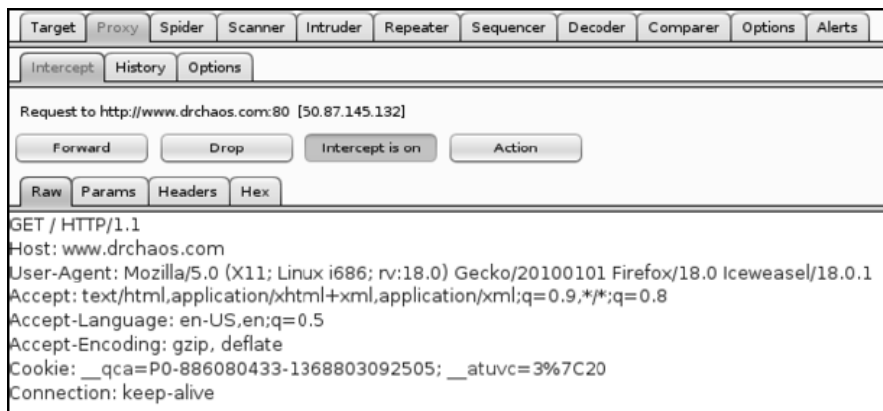 Target Proxy Spider Scanner Intruder Repeater Sequencer Decoder Comparer Options Alerts
Intercept History Options
Request to http://www.drchaos.com:80 [50.87.145.132]
Forward Drop Intercept is on Action
Raw Params Headers Hex
GET / HTTP/1.1
Host: www.drchaos.com
User-Agent: Mozilla/5.0 (X11; Linux i686; rv:18.0) Gecko/20100101 Firefox/18.0 Iceweasel/18.0.1
Accept: text/html,application/xhtml+xml,application/xml;q=0.9,*/*;q=0.8
Accept-Language: en-US,en;q=0.5
Accept-Encoding: gzip, deflate
Cookie: __qca=P0-886080433-1368803092505; __atuvc=3%7C20
Connection: keep-alive